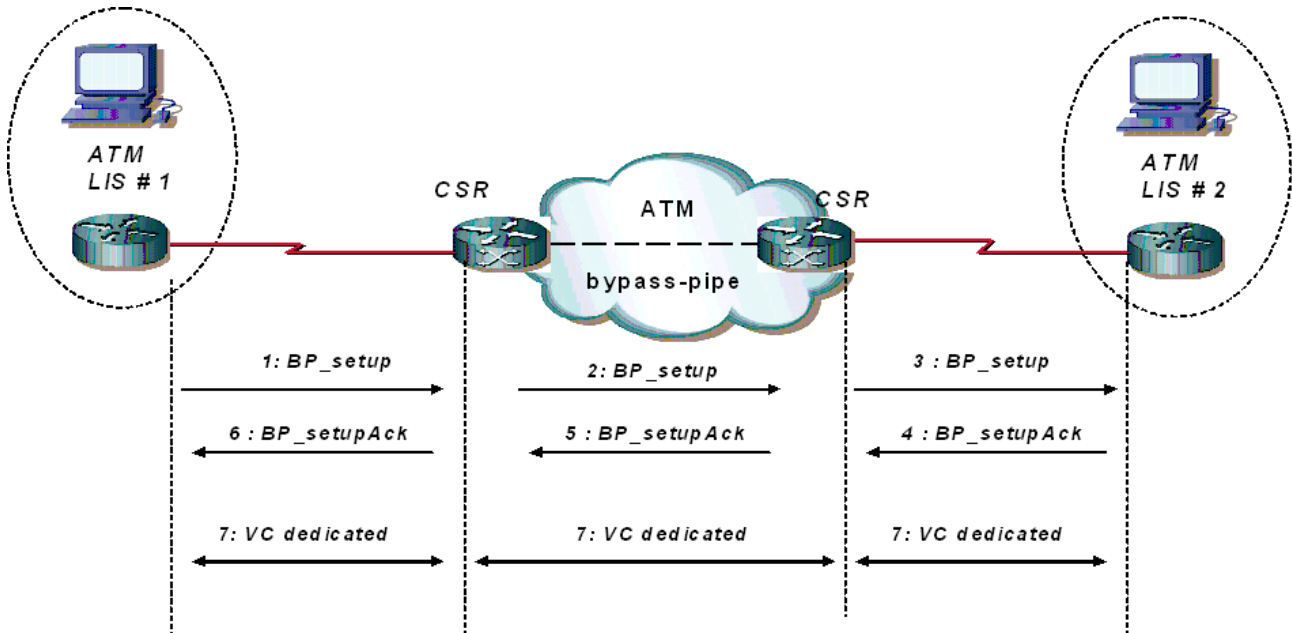 ATM
LIS # 1
CSR
ATM
bypass-pipe
CSR
ATM
LIS # 2
1: BP_setup
2: BP_setup
3 : BP_setup
6 : BP_setupAck
5 : BP_setupAck
4 : BP_setupAck
7: VC dedicated
7: VC dedicated
7: VC dedicated